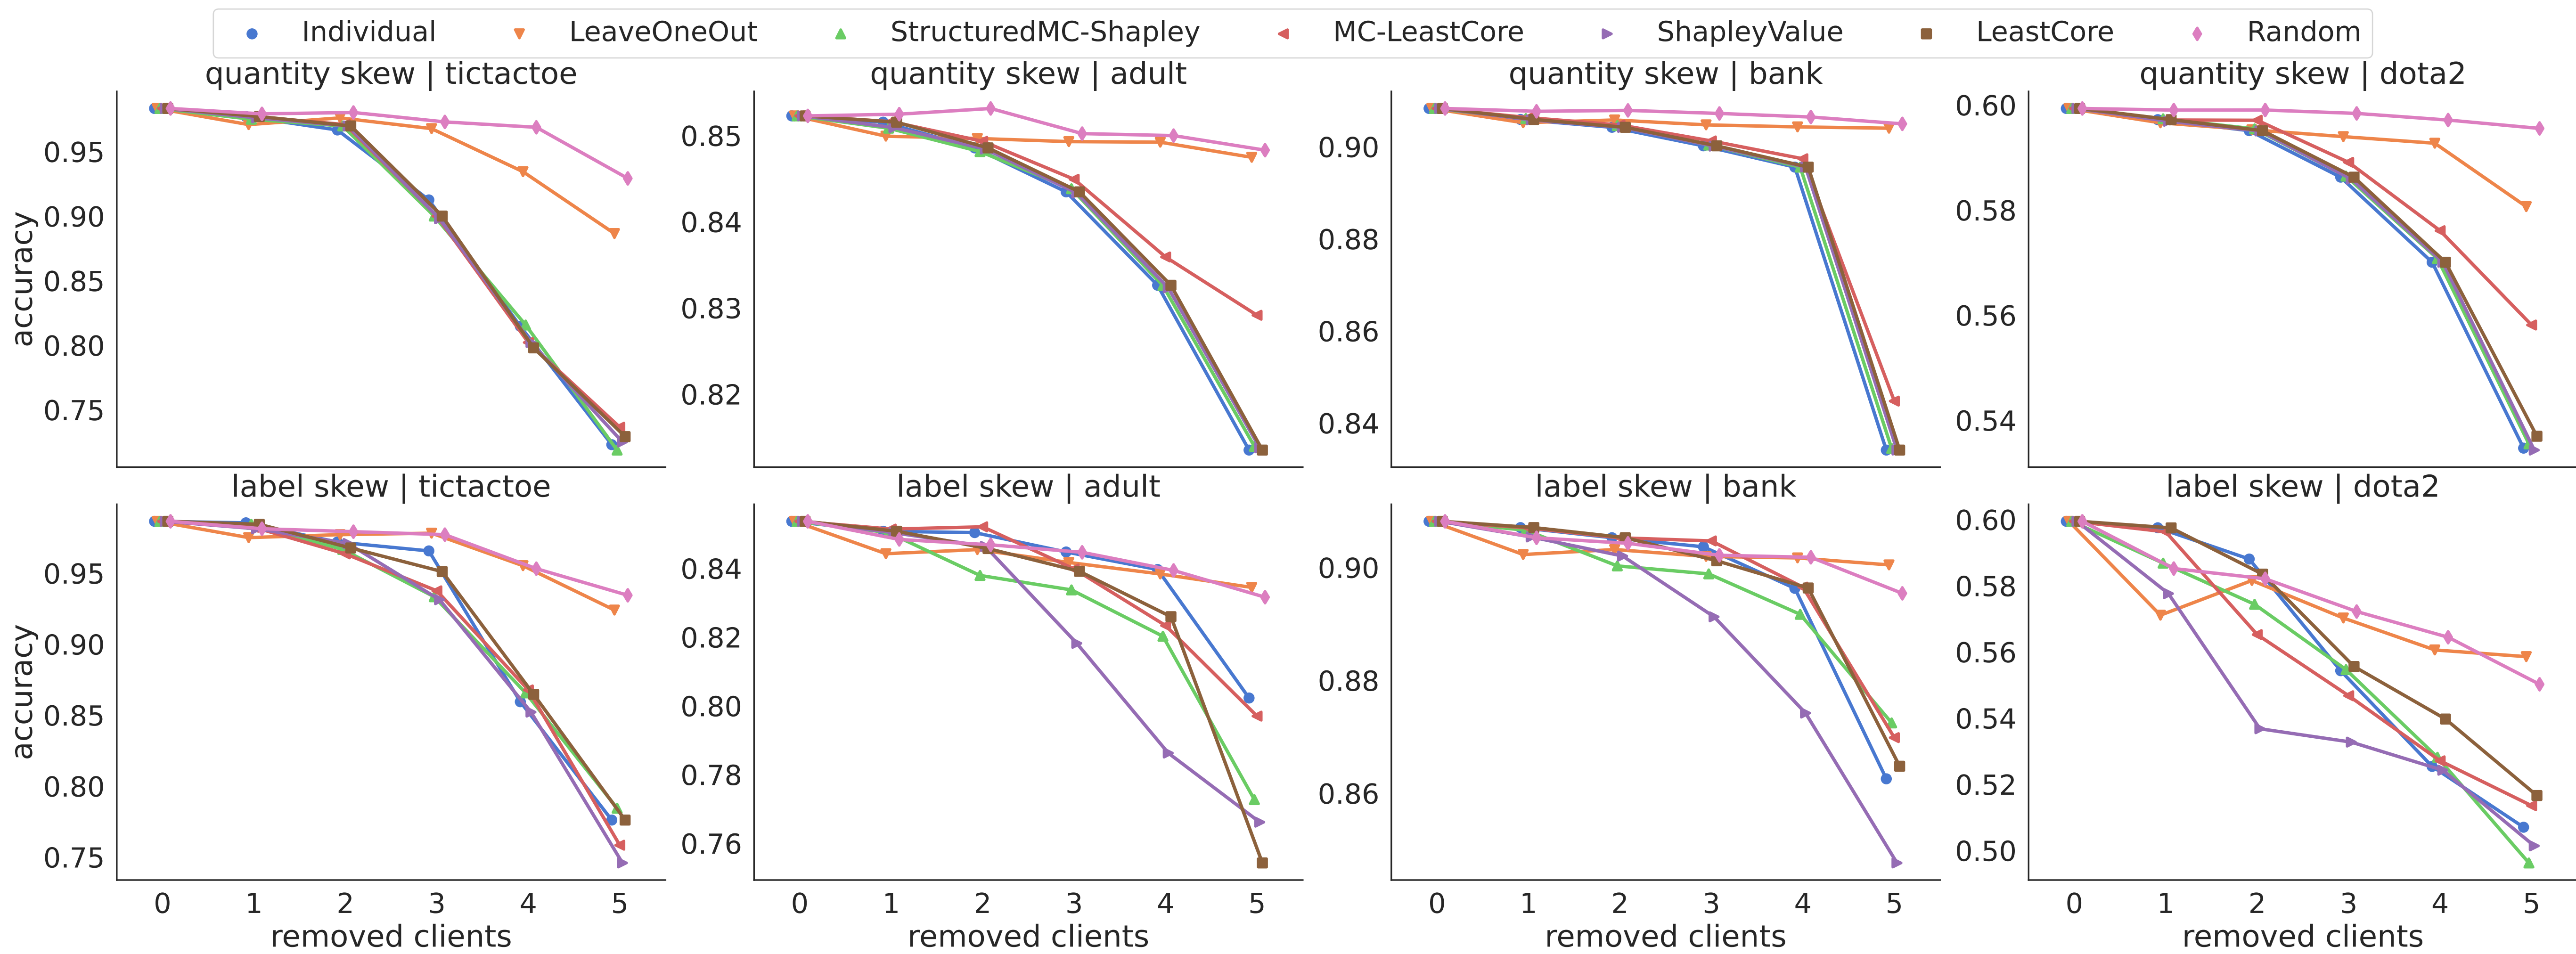 Individual LeaveOneOut StructuredMC-Shapley MC-LeastCore ShapleyValue LeastCore Random
quantity skew | tictactoe
0.95
0.90
0.85
0.80
0.75
accuracy
quantity skew | adult
0.85
0.84
0.83
0.82
quantity skew | bank
0.90
0.88
0.86
0.84
quantity skew | dota2
0.60
0.58
0.56
0.54
label skew | tictactoe
0.95
0.90
0.85
0.80
0.75
accuracy
0 1 2 3 4 5
removed clients
label skew | adult
0.84
0.82
0.80
0.78
0.76
0 1 2 3 4 5
removed clients
label skew | bank
0.90
0.88
0.86
0 1 2 3 4 5
removed clients
label skew | dota2
0.60
0.58
0.56
0.54
0.52
0.50
0 1 2 3 4 5
removed clients